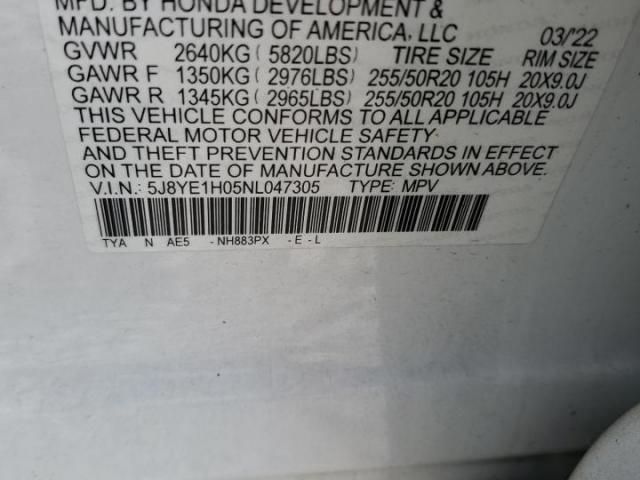 MFD. BY HONDA DEVELOPMENT &
MANUFACTURING OF AMERICA, LLC 03/'22
GVWR 2640KG ( 5820LBS) TIRE SIZE RIM SIZE
GAWR F 1350KG ( 2976LBS) 255/50R20 105H 20X9.0J
GAWR R 1345KG ( 2965LBS) 255/50R20 105H 20X9.0J
THIS VEHICLE CONFORMS TO ALL APPLICABLE
FEDERAL MOTOR VEHICLE SAFETY
AND THEFT PREVENTION STANDARDS IN EFFECT
ON THE DATE OF MANUFACTURE SHOWN ABOVE.
V.I.N.: 5J8YE1H05NL047305 TYPE: MPV
TYA N AE5 -NH883PX -E-L